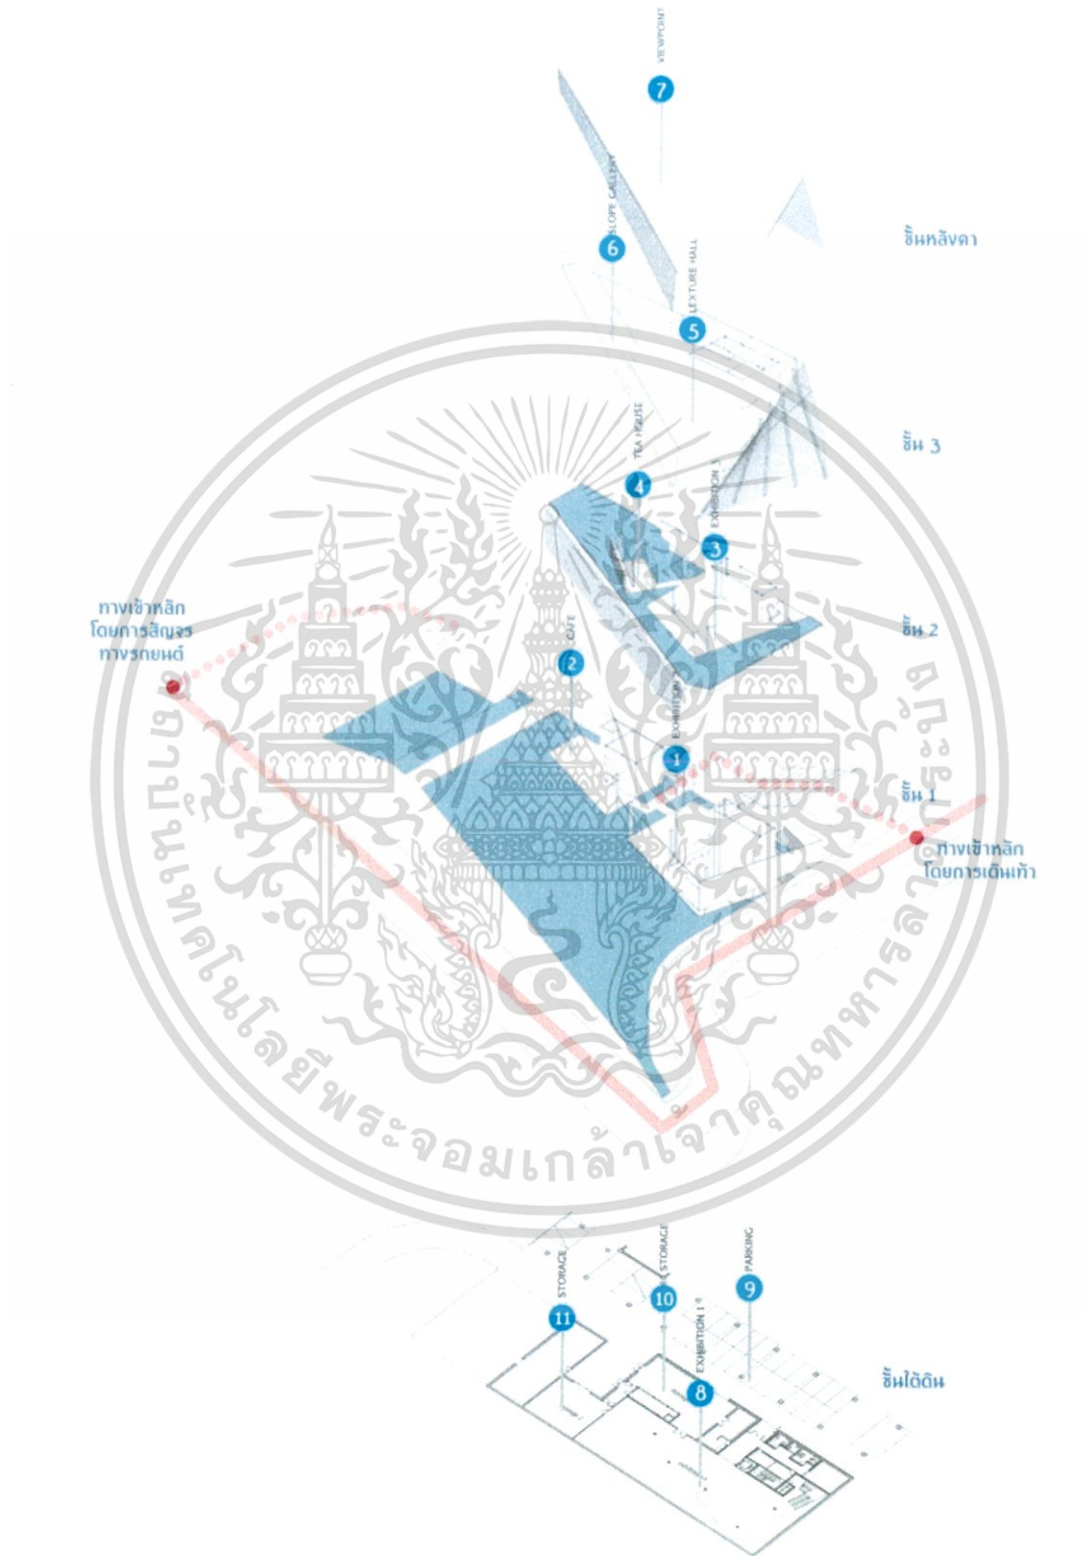 VIEWPOINT
7
SLOPE GALLERY
6
ชั้นหลังคา
LEXTURE HALL
5
TEA HOUSE
4
ชั้น 3
EXHIBITION 3
3
ทางเข้าหลัก
โดยการสัญจร
ทางรถยนต์
ชั้น 2
CAFE
2
EXHIBITION
1
ชั้น 1
ทางเข้าหลัก
โดยการเดินเท้า
สถาบันเทคโนโลยีพระจอมเกล้าเจ้าคุณทหารลาดกระบัง
STORAGE
11
STORAGE
10
PARKING
9
EXHIBITION 1
8
ชั้นใต้ดิน